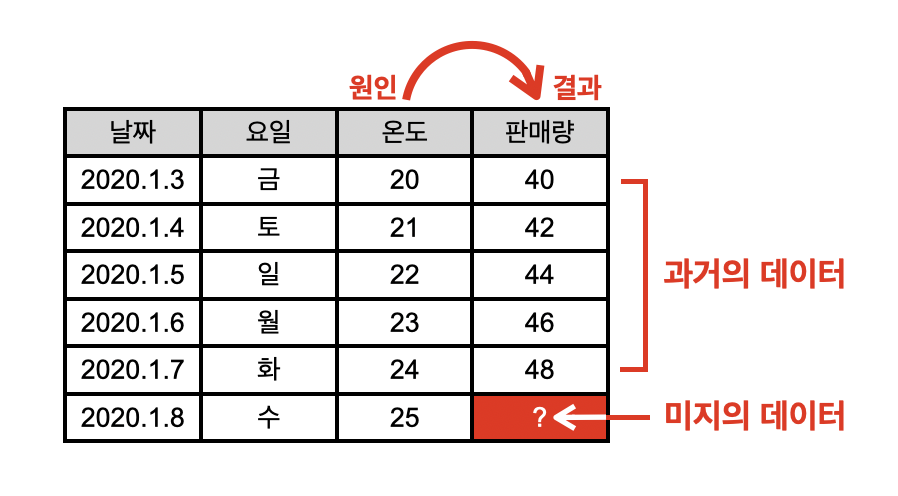 원인 결과
날짜 요일 온도 판매량
2020.1.3 금 20 40
2020.1.4 토 21 42
2020.1.5 일 22 44
과거의 데이터
2020.1.6 월 23 46
2020.1.7 화 24 48
2020.1.8 수 25 ?
미지의 데이터